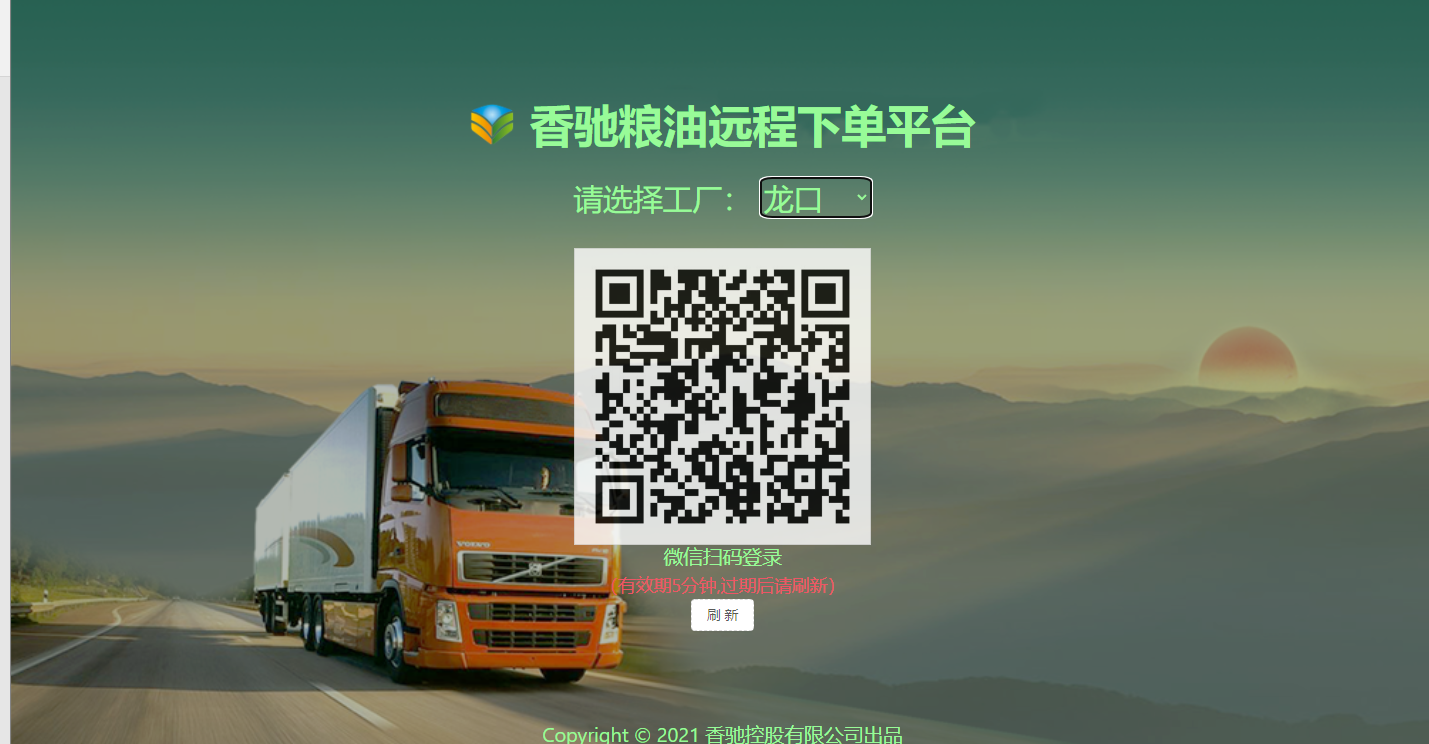 香驰粮油远程下单平台
请选择工厂： 龙口
微信扫码登录
(有效期5分钟,过期后请刷新)
刷 新
VOLVO
Copyright © 2021 香驰控股有限公司出品